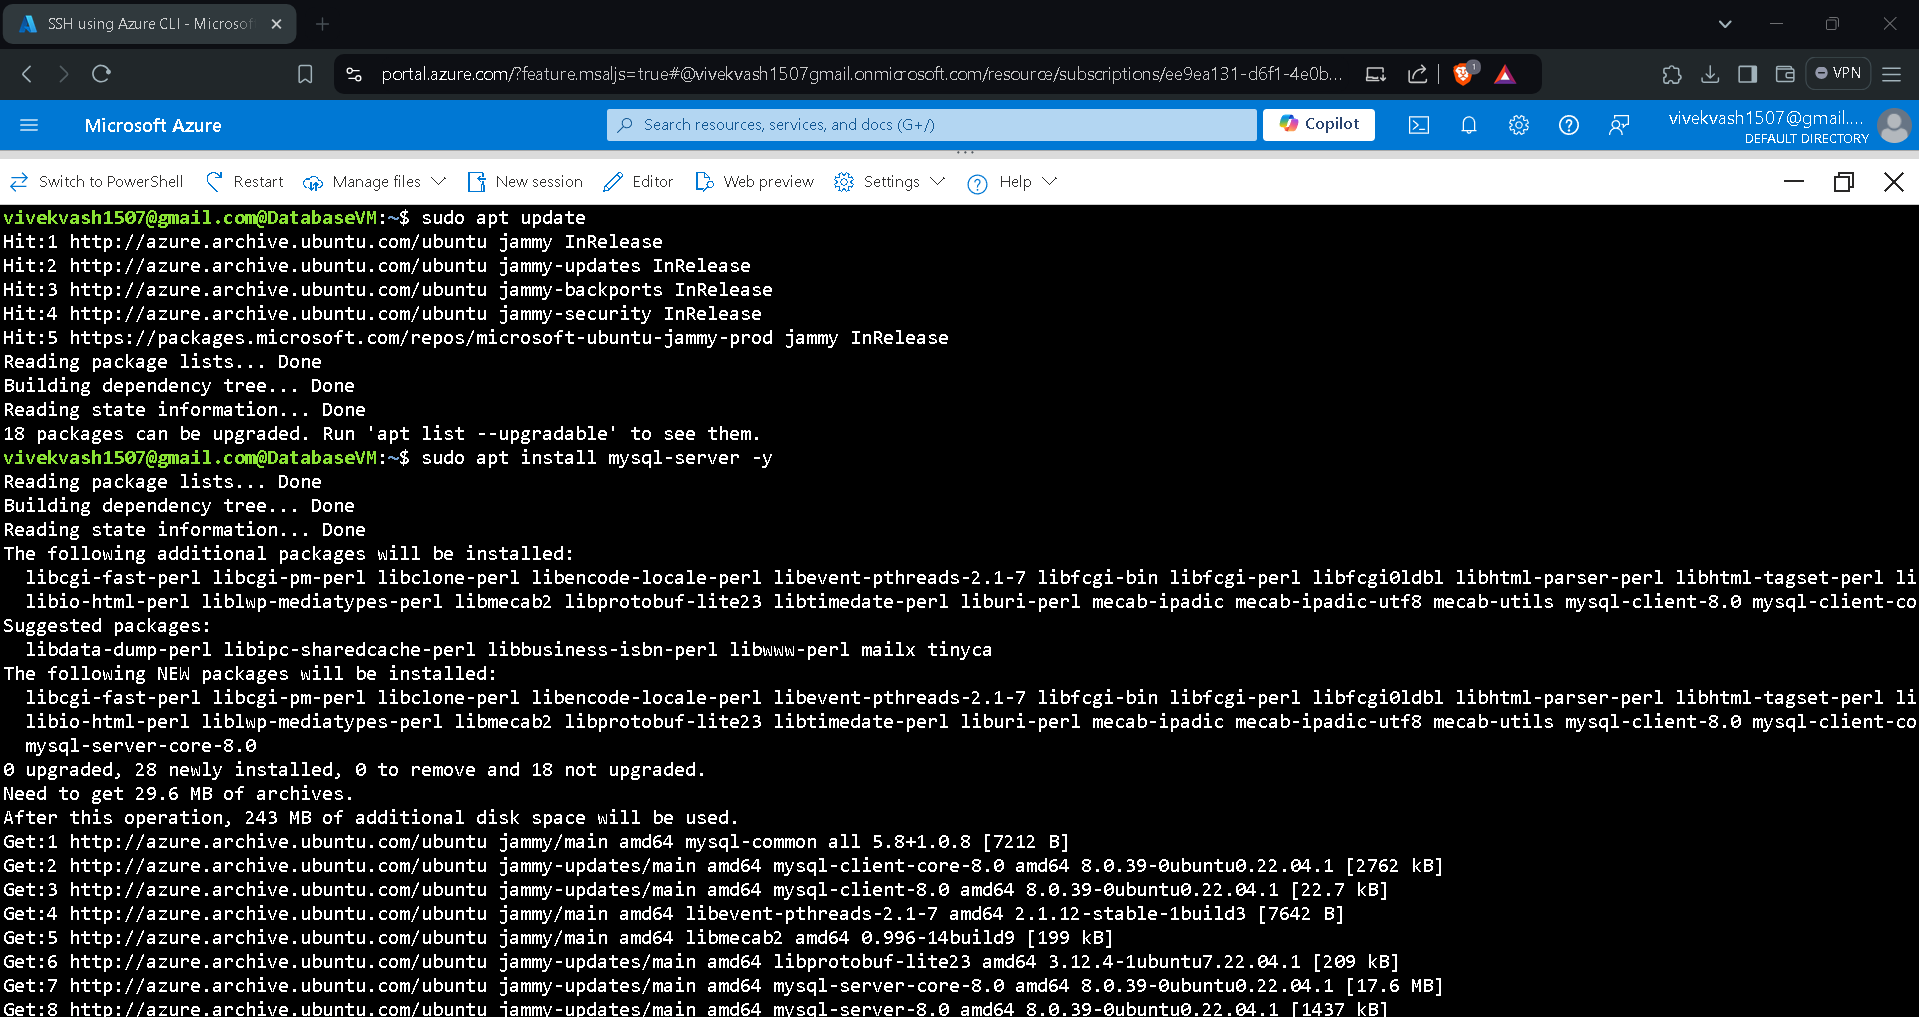 SSH using Azure CLI - Microsof
portal.azure.com/?feature.msaljs=true#@vivekvash1507gmail.onmicrosoft.com/resource/subscriptions/ee9ea131-d6f1-4e0b...
1
VPN
Microsoft Azure
Search resources, services, and docs (G+/)
Copilot
vivekvash1507@gmail....
DEFAULT DIRECTORY
Switch to PowerShell
Restart
Manage files
New session
Editor
Web preview
Settings
Help
vivekvash1507@gmail.com@DatabaseVM:~$ sudo apt update
Hit:1 http://azure.archive.ubuntu.com/ubuntu jammy InRelease
Hit:2 http://azure.archive.ubuntu.com/ubuntu jammy-updates InRelease
Hit:3 http://azure.archive.ubuntu.com/ubuntu jammy-backports InRelease
Hit:4 http://azure.archive.ubuntu.com/ubuntu jammy-security InRelease
Hit:5 https://packages.microsoft.com/repos/microsoft-ubuntu-jammy-prod jammy InRelease
Reading package lists... Done
Building dependency tree... Done
Reading state information... Done
18 packages can be upgraded. Run 'apt list --upgradable' to see them.
vivekvash1507@gmail.com@DatabaseVM:~$ sudo apt install mysql-server -y
Reading package lists... Done
Building dependency tree... Done
Reading state information... Done
The following additional packages will be installed:
libcgi-fast-perl libcgi-pm-perl libclone-perl libencode-locale-perl libevent-pthreads-2.1-7 libfcgi-bin libfcgi-perl libfcgi0ldbl libhtml-parser-perl libhtml-tagset-perl li
libio-html-perl liblwp-mediatypes-perl libmecab2 libprotobuf-lite23 libtimedate-perl liburi-perl mecab-ipadic mecab-ipadic-utf8 mecab-utils mysql-client-8.0 mysql-client-co
Suggested packages:
libdata-dump-perl libipc-sharedcache-perl libbusiness-isbn-perl libwww-perl mailx tinyca
The following NEW packages will be installed:
libcgi-fast-perl libcgi-pm-perl libclone-perl libencode-locale-perl libevent-pthreads-2.1-7 libfcgi-bin libfcgi-perl libfcgi0ldbl libhtml-parser-perl libhtml-tagset-perl li
libio-html-perl liblwp-mediatypes-perl libmecab2 libprotobuf-lite23 libtimedate-perl liburi-perl mecab-ipadic mecab-ipadic-utf8 mecab-utils mysql-client-8.0 mysql-client-co
mysql-server-core-8.0
0 upgraded, 28 newly installed, 0 to remove and 18 not upgraded.
Need to get 29.6 MB of archives.
After this operation, 243 MB of additional disk space will be used.
Get:1 http://azure.archive.ubuntu.com/ubuntu jammy/main amd64 mysql-common all 5.8+1.0.8 [7212 B]
Get:2 http://azure.archive.ubuntu.com/ubuntu jammy-updates/main amd64 mysql-client-core-8.0 amd64 8.0.39-0ubuntu0.22.04.1 [2762 kB]
Get:3 http://azure.archive.ubuntu.com/ubuntu jammy-updates/main amd64 mysql-client-8.0 amd64 8.0.39-0ubuntu0.22.04.1 [22.7 kB]
Get:4 http://azure.archive.ubuntu.com/ubuntu jammy/main amd64 libevent-pthreads-2.1-7 amd64 2.1.12-stable-1build3 [7642 B]
Get:5 http://azure.archive.ubuntu.com/ubuntu jammy/main amd64 libmecab2 amd64 0.996-14build9 [199 kB]
Get:6 http://azure.archive.ubuntu.com/ubuntu jammy-updates/main amd64 libprotobuf-lite23 amd64 3.12.4-1ubuntu7.22.04.1 [209 kB]
Get:7 http://azure.archive.ubuntu.com/ubuntu jammy-updates/main amd64 mysql-server-core-8.0 amd64 8.0.39-0ubuntu0.22.04.1 [17.6 MB]
Get:8 http://azure.archive.ubuntu.com/ubuntu jammy-updates/main amd64 mysql-server-8.0 amd64 8.0.39-0ubuntu0.22.04.1 [1437 kB]